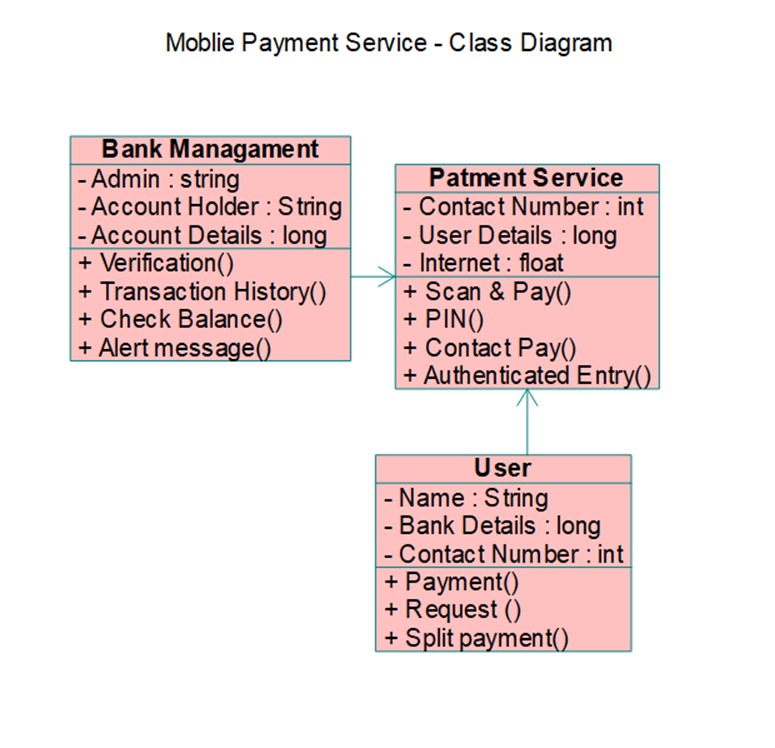 Moblie Payment Service - Class Diagram
Bank Managament
- Admin : string
- Account Holder : String
- Account Details : long
+ Verification()
+ Transaction History()
+ Check Balance()
+ Alert message()
Patment Service
- Contact Number : int
- User Details : long
- Internet : float
+ Scan & Pay()
+ PIN()
+ Contact Pay()
+ Authenticated Entry()
User
- Name : String
- Bank Details : long
- Contact Number : int
+ Payment()
+ Request ()
+ Split payment()